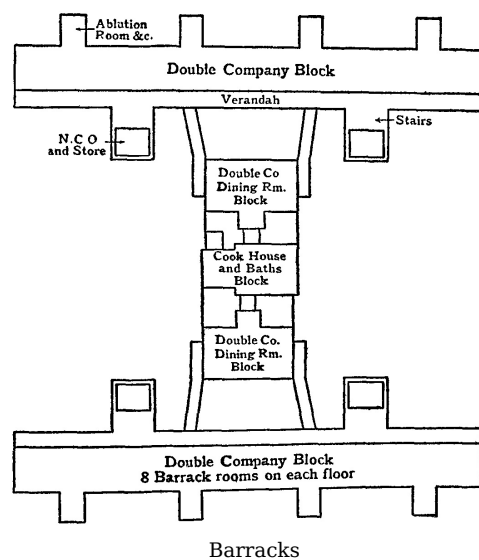 Ablution
Room &c.
Double Company Block
Verandah
N.C O
and Store
Stairs
Double Co
Dining Rm.
Block
Cook House
and Baths
Block
Double Co.
Dining Rm.
Block
Double Company Block
8 Barrack rooms on each floor
Barracks